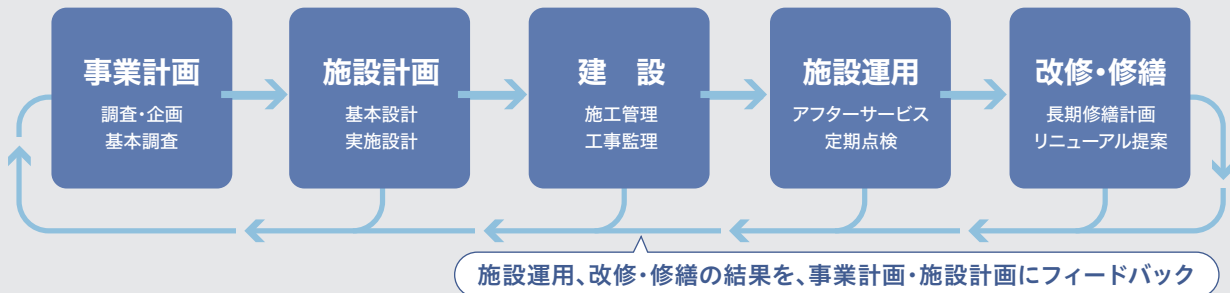 事業計画
調査・企画
基本調査
施設計画
基本設計
実施設計
建　設
施工管理
工事監理
施設運用
アフターサービス
定期点検
改修・修繕
長期修繕計画
リニューアル提案
施設運用、改修・修繕の結果を、事業計画・施設計画にフィードバック